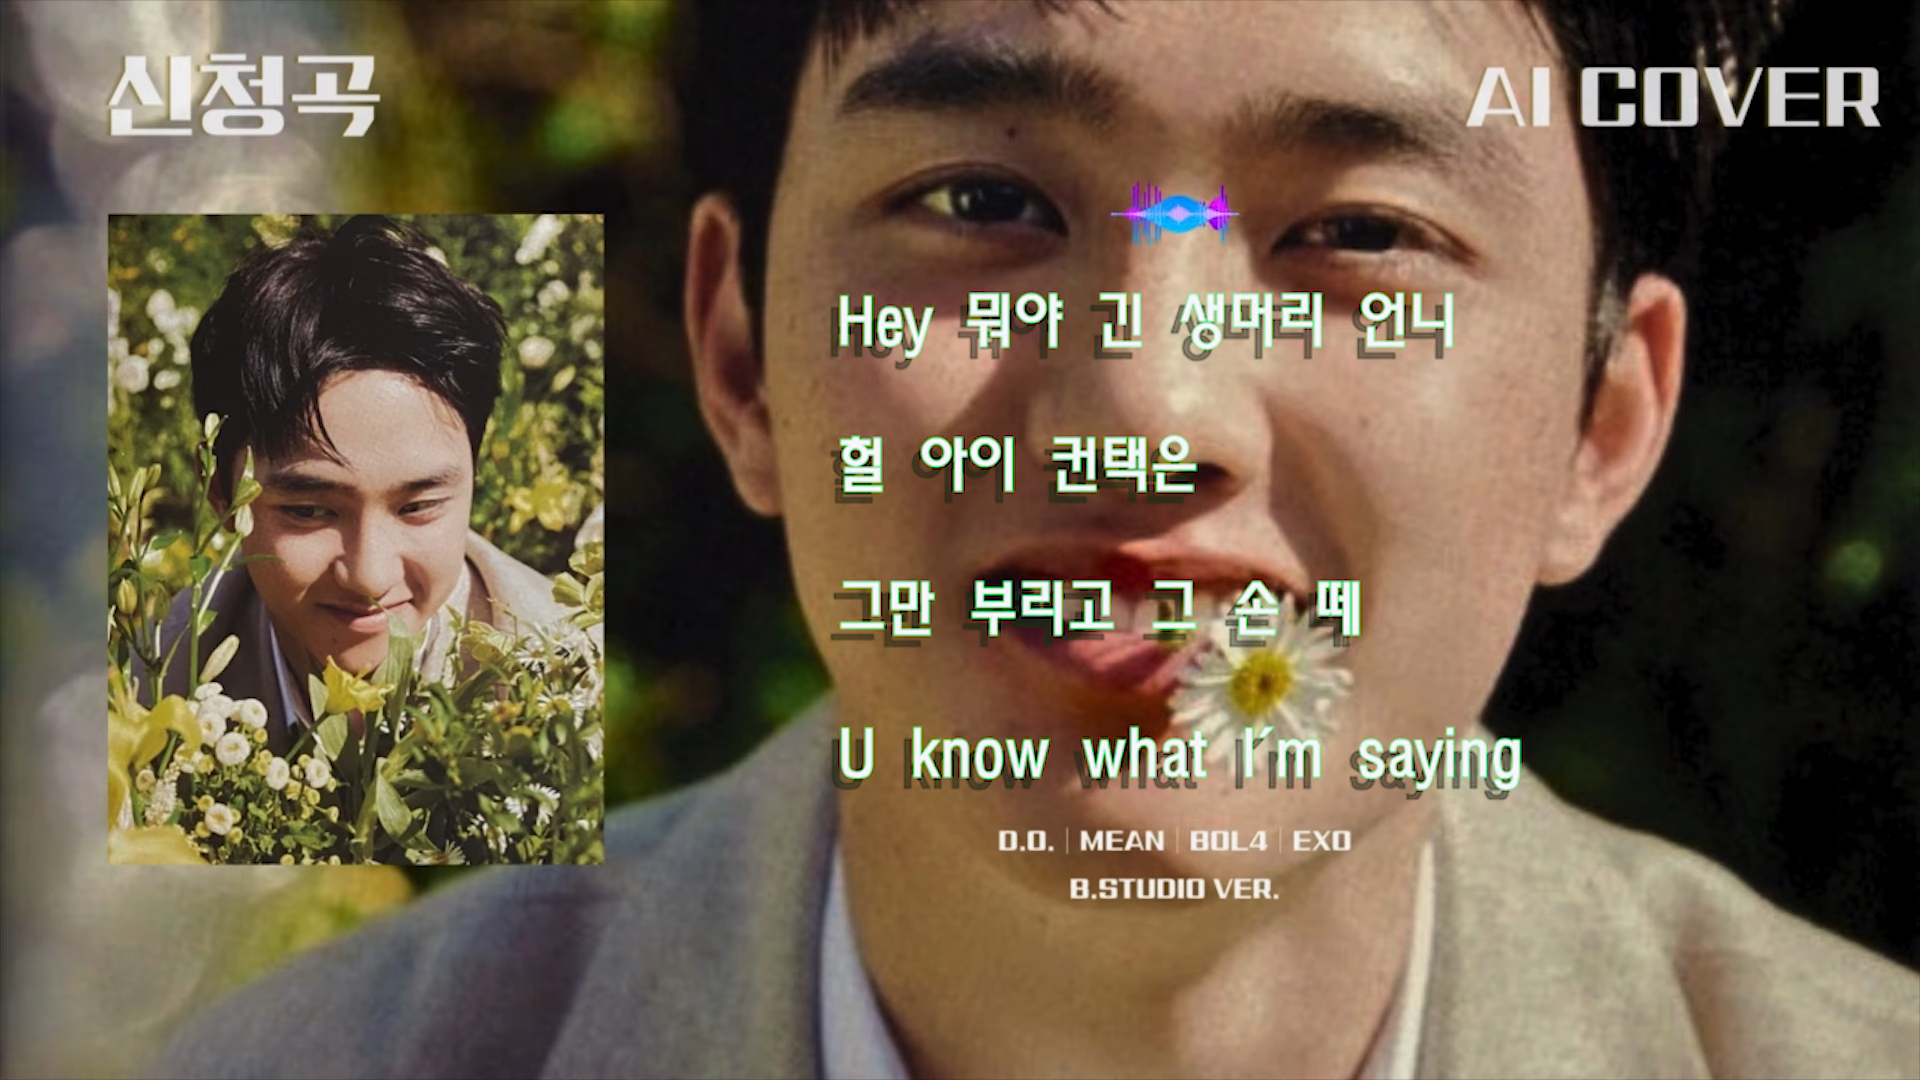 신청곡
AI COVER
Hey 뭐야 긴 생머리 언니
헐 아이 컨택은
그만 부리고 그 손 떼
U know what I´m saying
D.O. | MEAN | BOL4 | EXO
B.STUDIO VER.